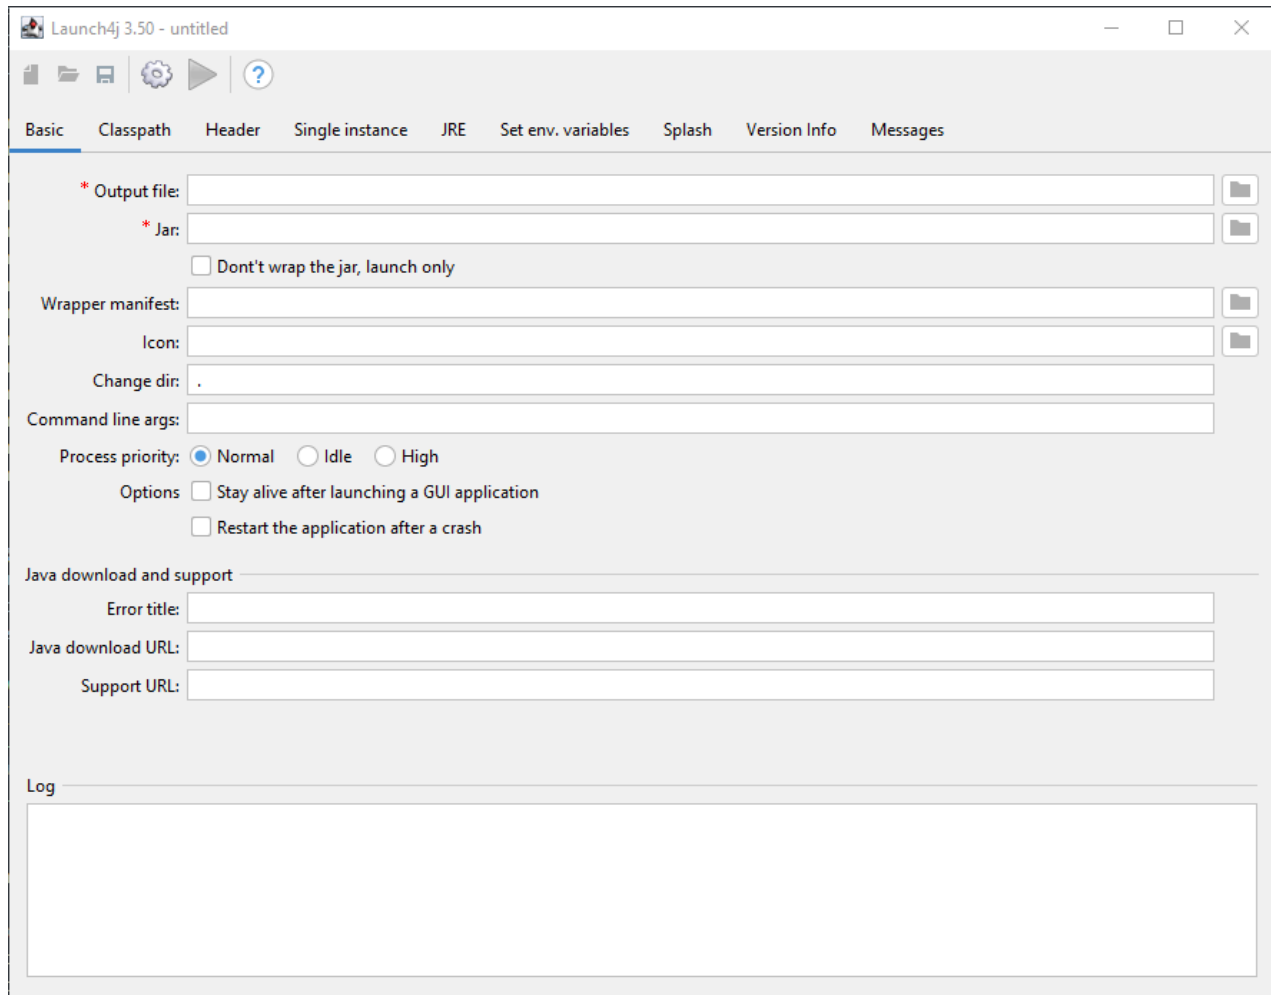 Launch4j 3.50 - untitled
?
Basic Classpath Header Single instance JRE Set env. variables Splash Version Info Messages
* Output file:
* Jar:
Dont't wrap the jar, launch only
Wrapper manifest:
Icon:
Change dir: .
Command line args:
Process priority: Normal Idle High
Options Stay alive after launching a GUI application
Restart the application after a crash
Java download and support
Error title:
Java download URL:
Support URL:
Log